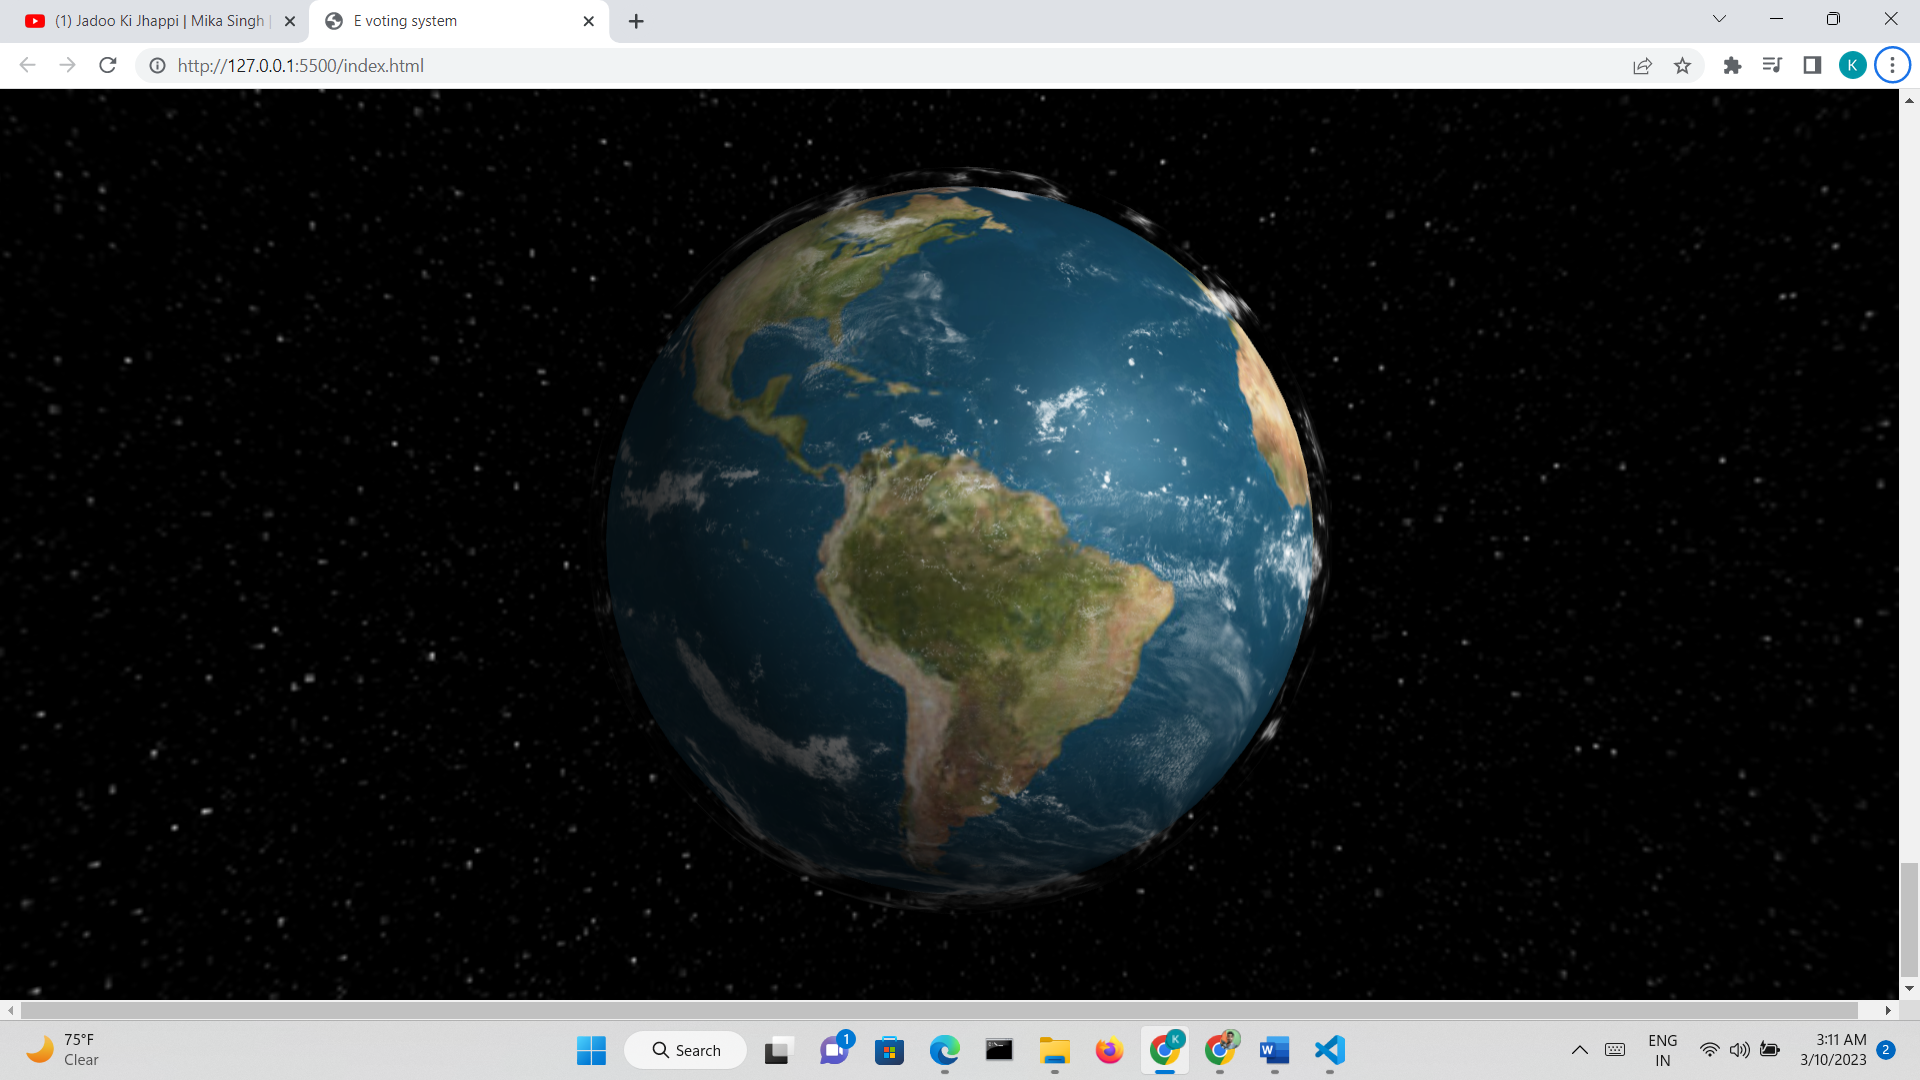 (1) Jadoo Ki Jhappi | Mika Singh |
E voting system
http://127.0.0.1:5500/index.html
K
75°F
Clear
Search
1
K
W
ENG
IN
3:11 AM
3/10/2023
2